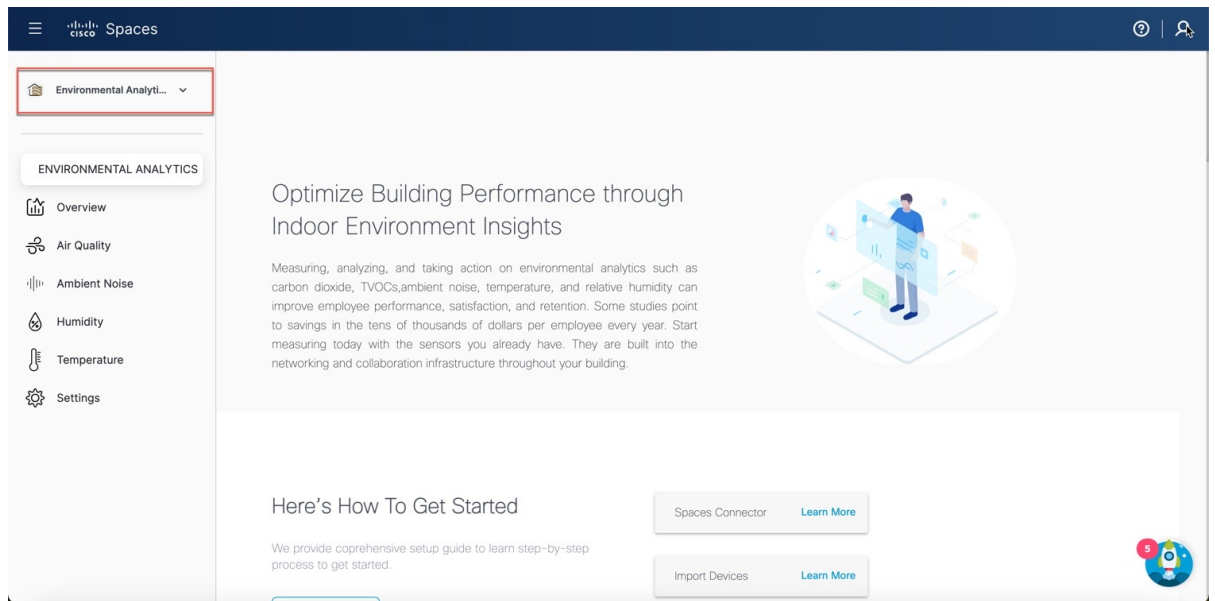 cisco Spaces
Environmental Analyti...
ENVIRONMENTAL ANALYTICS
Overview
Air Quality
Ambient Noise
Humidity
Temperature
Settings
Optimize Building Performance through
Indoor Environment Insights
Measuring, analyzing, and taking action on environmental analytics such as
carbon dioxide, TVOCs,ambient noise, temperature, and relative humidity can
improve employee performance, satisfaction, and retention. Some studies point
to savings in the tens of thousands of dollars per employee every year. Start
measuring today with the sensors you already have. They are built into the
networking and collaboration infrastructure throughout your building.
Here's How To Get Started
We provide coprehensive setup guide to learn step-by-step
process to get started.
Spaces Connector Learn More
Import Devices Learn More
5